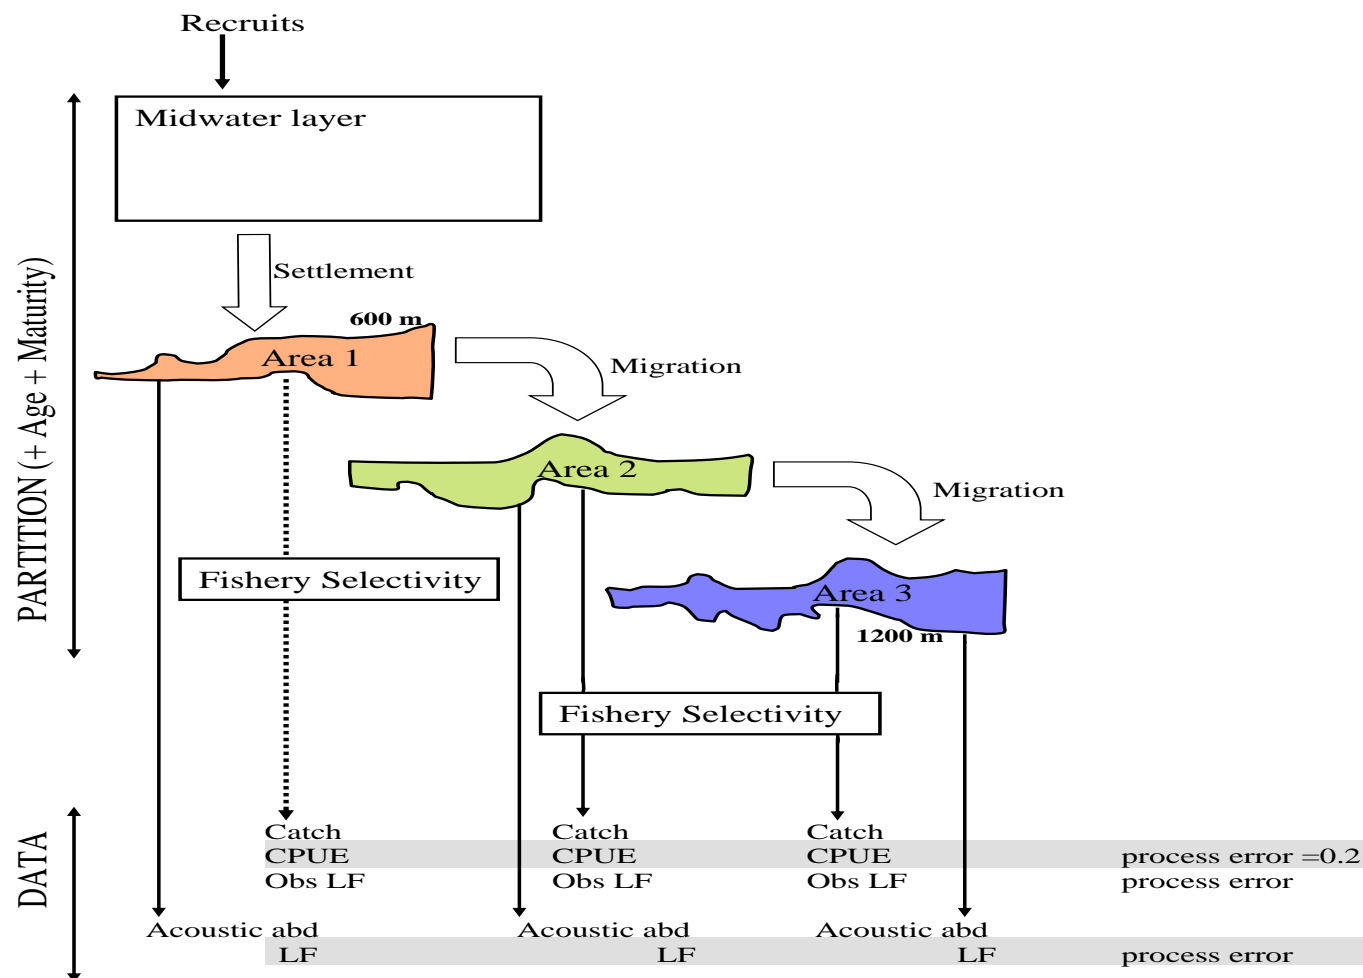 Recruits
Midwater layer
Settlement
600 m
Area 1
Migration
Area 2
Migration
PARTITION (+ Age + Maturity)
Fishery Selectivity
Area 3
1200 m
Fishery Selectivity
DATA
Catch Catch Catch
CPUE CPUE CPUE process error =0.2
Obs LF Obs LF Obs LF process error
Acoustic abd Acoustic abd Acoustic abd
LF LF LF process error